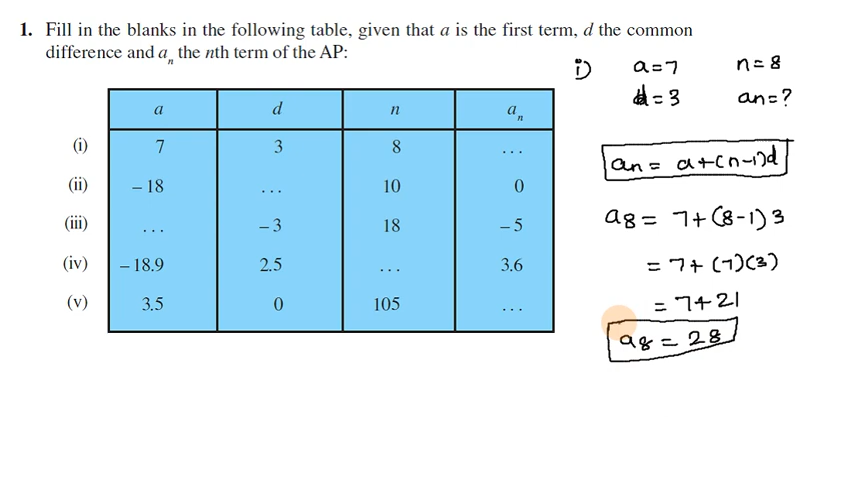 1. Fill in the blanks in the following table, given that a is the first term, d the common
difference and an the nth term of the AP:
a d n an
(i) 7 3 8 ...
(ii) – 18 ... 10 0
(iii) ... – 3 18 – 5
(iv) – 18.9 2.5 ... 3.6
(v) 3.5 0 105 ...
i) a=7 n=8
d=3 an=?
an= a+(n-1)d
a8= 7+(8-1)3
=7+(7)(3)
=7+21
a8=28